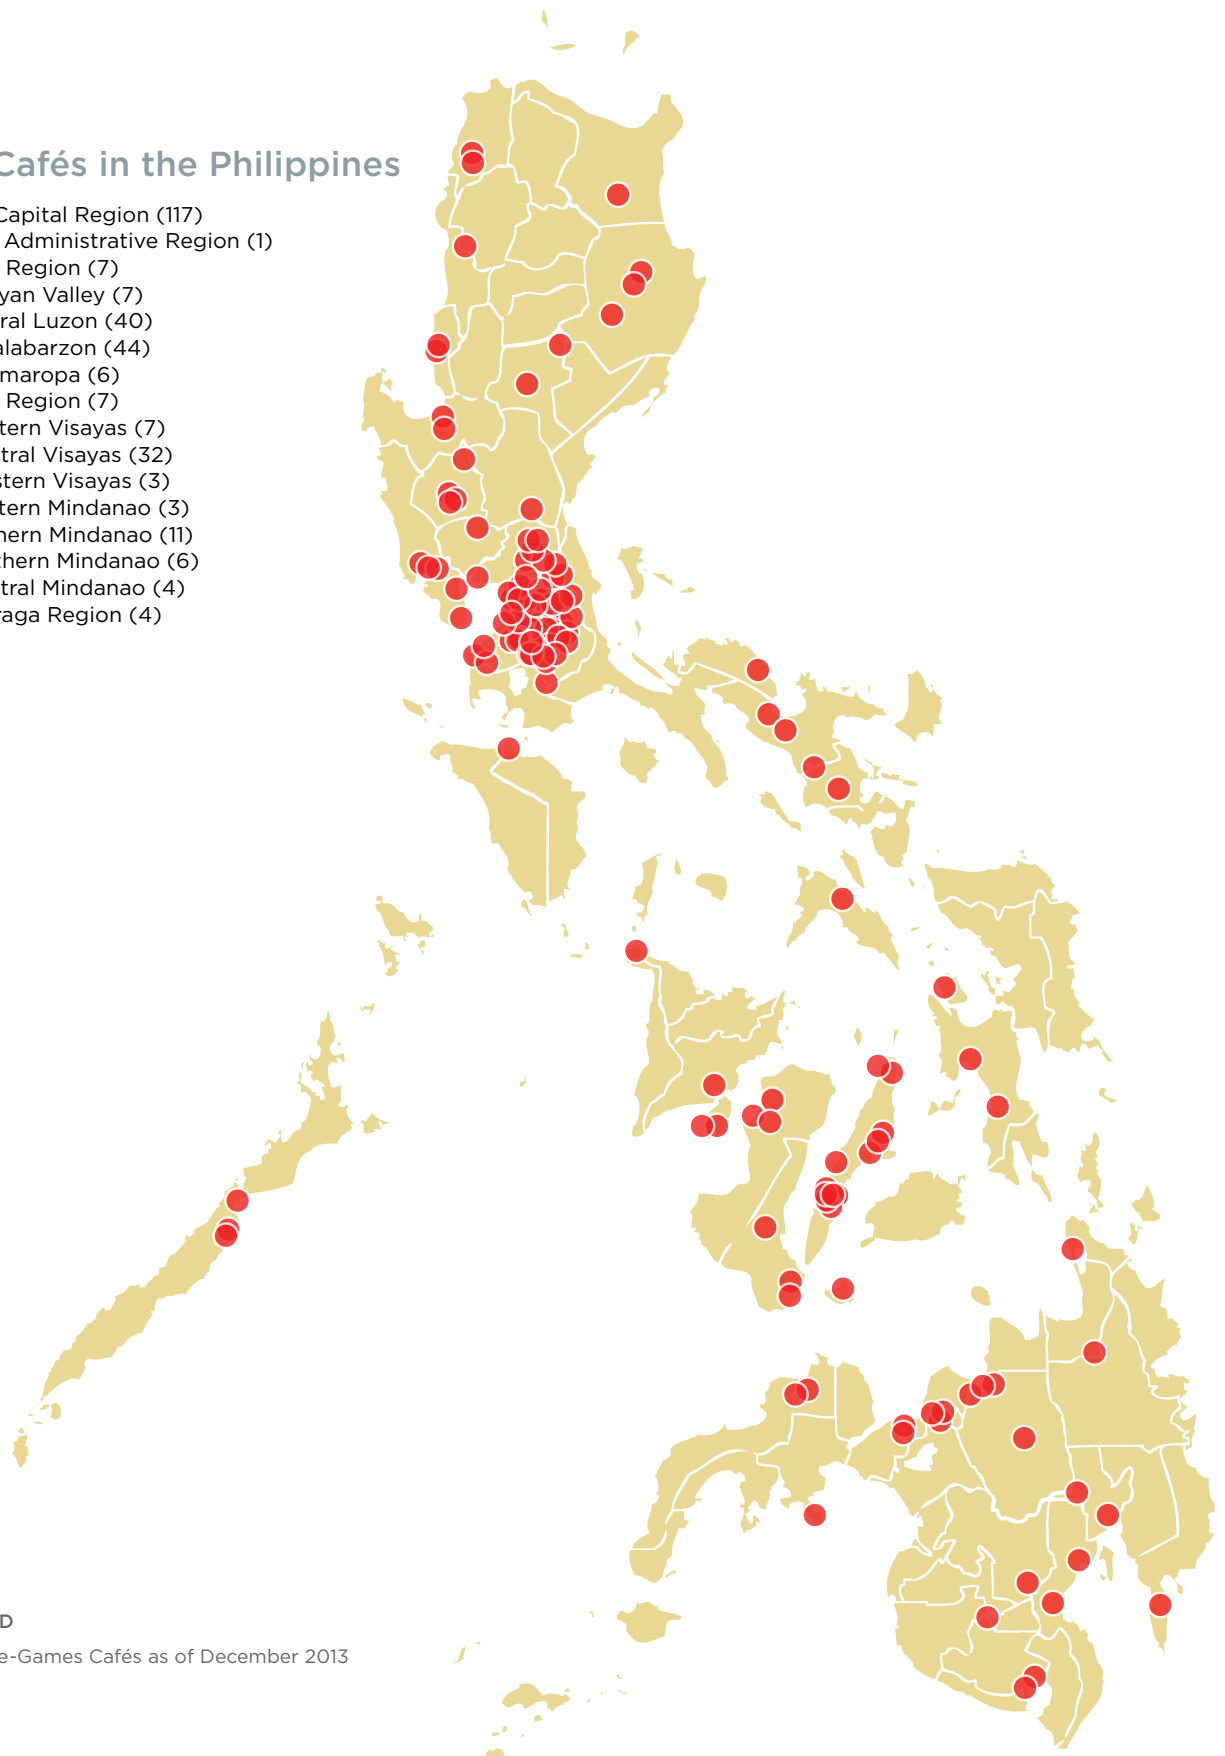 Cafés in the Philippines
Capital Region (117)
Administrative Region (1)
Region (7)
yan Valley (7)
ral Luzon (40)
alabarzon (44)
maropa (6)
Region (7)
tern Visayas (7)
tral Visayas (32)
stern Visayas (3)
tern Mindanao (3)
hern Mindanao (11)
thern Mindanao (6)
tral Mindanao (4)
raga Region (4)
D
e-Games Cafés as of December 2013